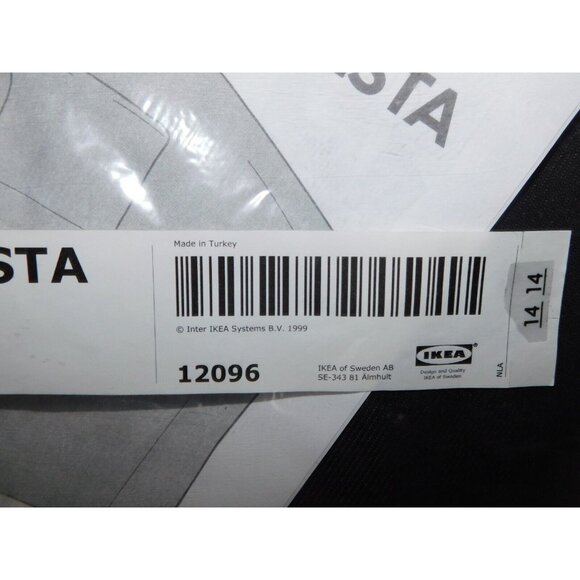 STA
STA
Made in Turkey
© Inter IKEA Systems B.V. 1999
12096
IKEA of Sweden AB
SE-343 81 Älmhult
IKEA
Design and Quality
IKEA of Sweden
NLA
14 14